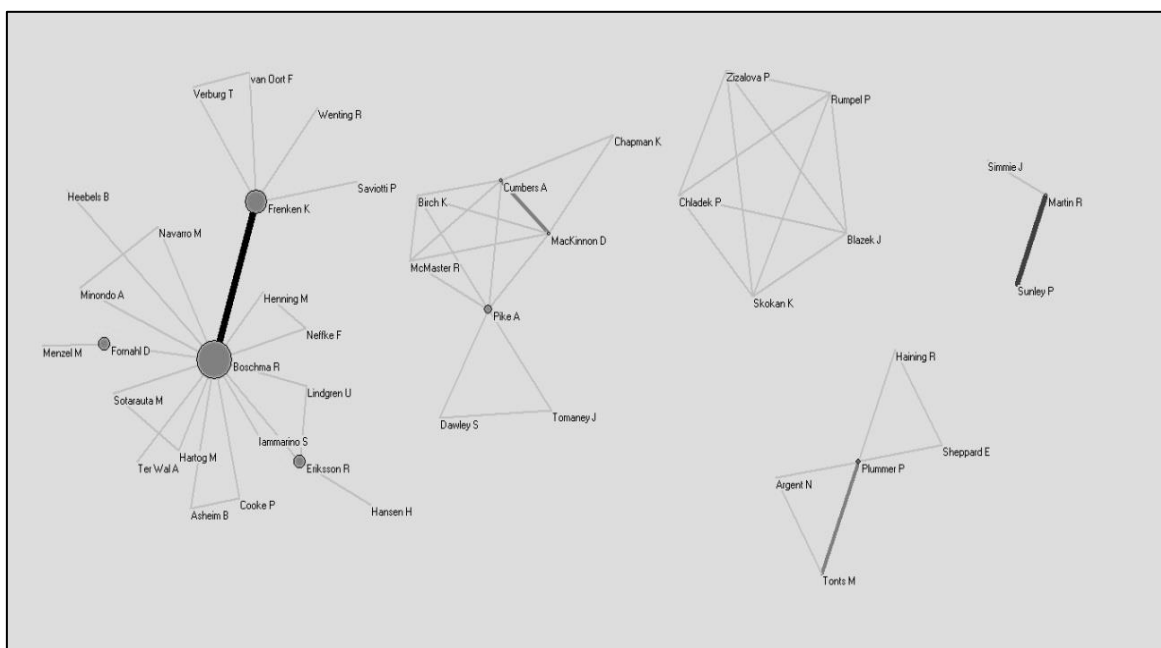 van Oort F
Verburg T
Wenting R
Saviotti P
Frenken K
Heebels B
Navarro M
Minondo A
Henning M
Neffke F
Menzel M
Fornahl D
Boschma R
Lindgren U
Sotarauta M
Iammarino S
Hartog M
Ter Wal A
Eriksson R
Cooke P
Asheim B
Hansen H
Chapman K
Cumbers A
Birch K
MacKinnon D
McMaster R
Pike A
Dawley S
Tomaney J
Zizalova P
Rumpel P
Chladek P
Blazek J
Skokan K
Simmie J
Martin R
Sunley P
Haining R
Sheppard E
Plummer P
Argent N
Tonts M